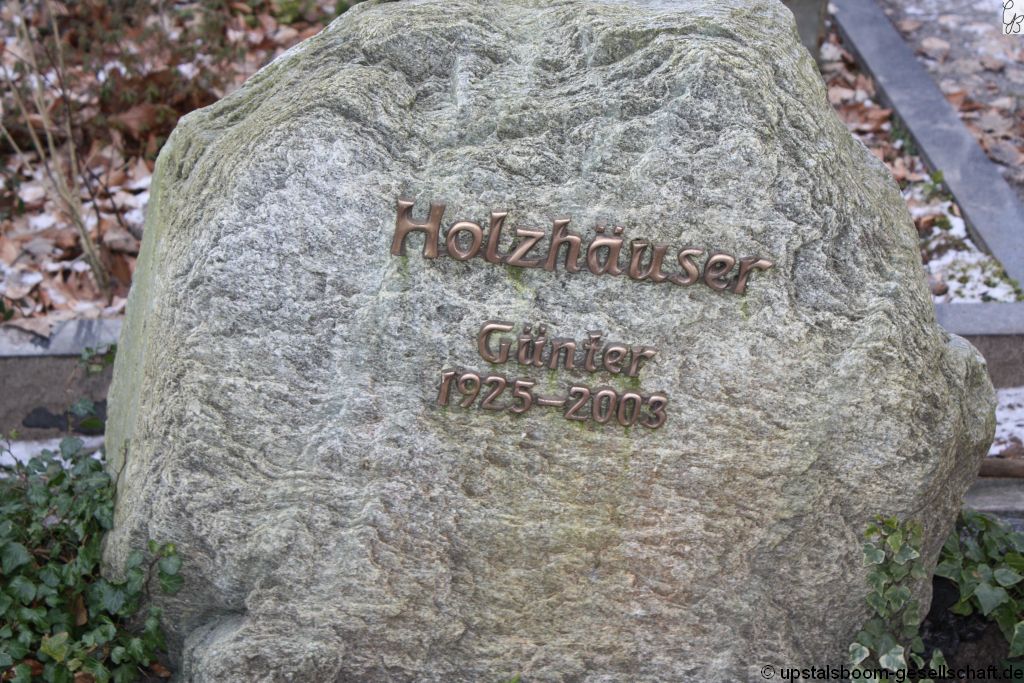 Holzhäuser
Günter
1925-2003
© upstalsboom-gesellschaft.de